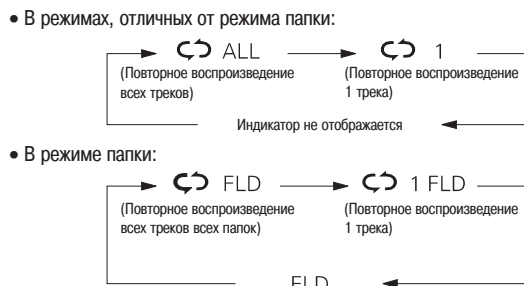 • В режимах, отличных от режима папки:
ALL 1
(Повторное воспроизведение (Повторное воспроизведение
всех треков) 1 трека)
Индикатор не отображается
• В режиме папки:
FLD 1 FLD
(Повторное воспроизведение (Повторное воспроизведение
всех треков всех папок) 1 трека)
FLD